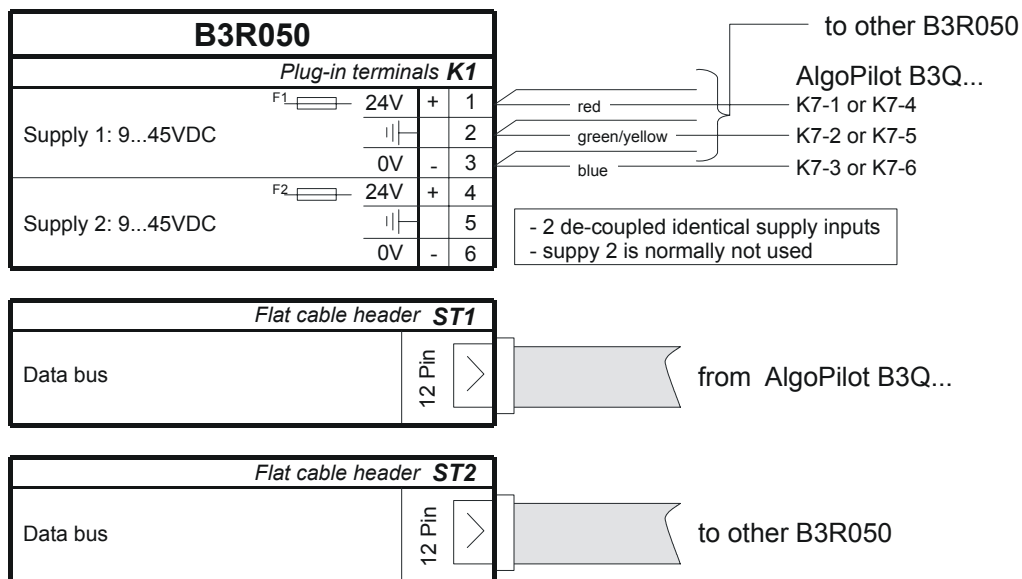 B3R050
to other B3R050
Plug-in terminals K1
AlgoPilot B3Q...
F1 24V + 1 red K7-1 or K7-4
Supply 1: 9...45VDC 2 green/yellow K7-2 or K7-5
0V - 3 blue K7-3 or K7-6
F2 24V + 4
Supply 2: 9...45VDC 5
0V - 6
- 2 de-coupled identical supply inputs
- suppy 2 is normally not used
Flat cable header ST1
Data bus 12 Pin from AlgoPilot B3Q...
Flat cable header ST2
Data bus 12 Pin to other B3R050